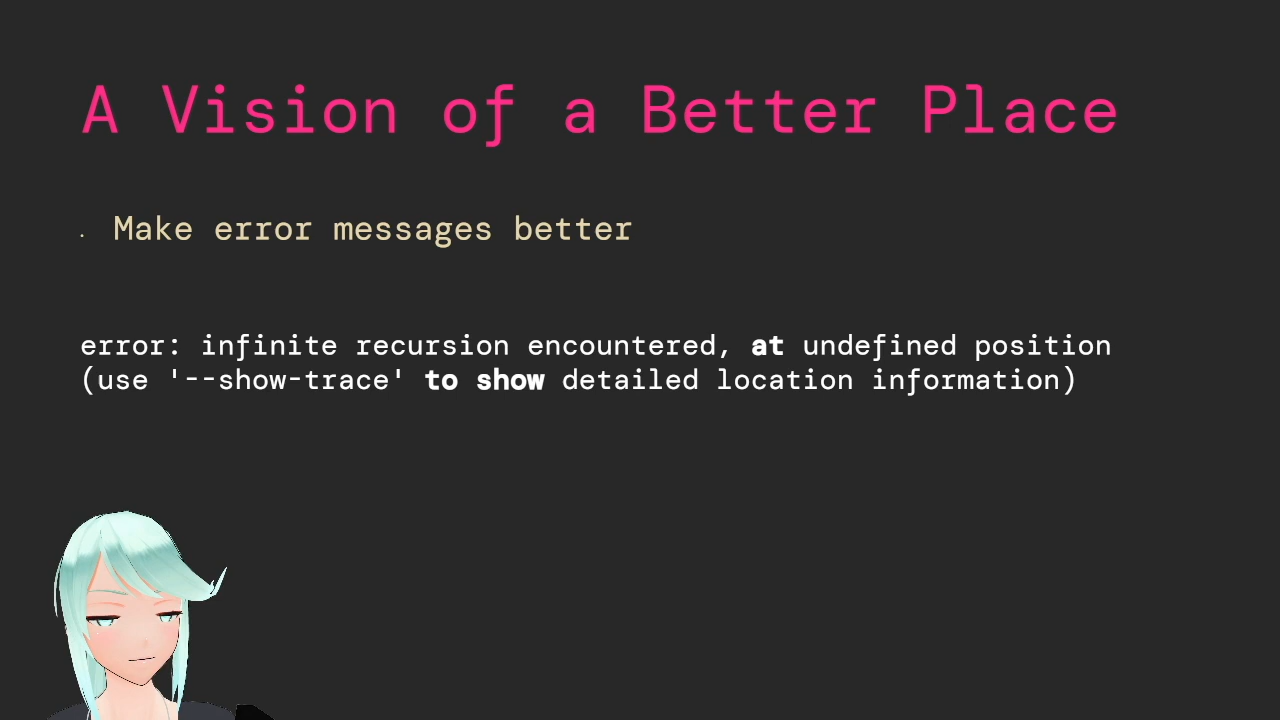 A Vision of a Better Place
· Make error messages better
error: infinite recursion encountered, at undefined position
(use '--show-trace' to show detailed location information)